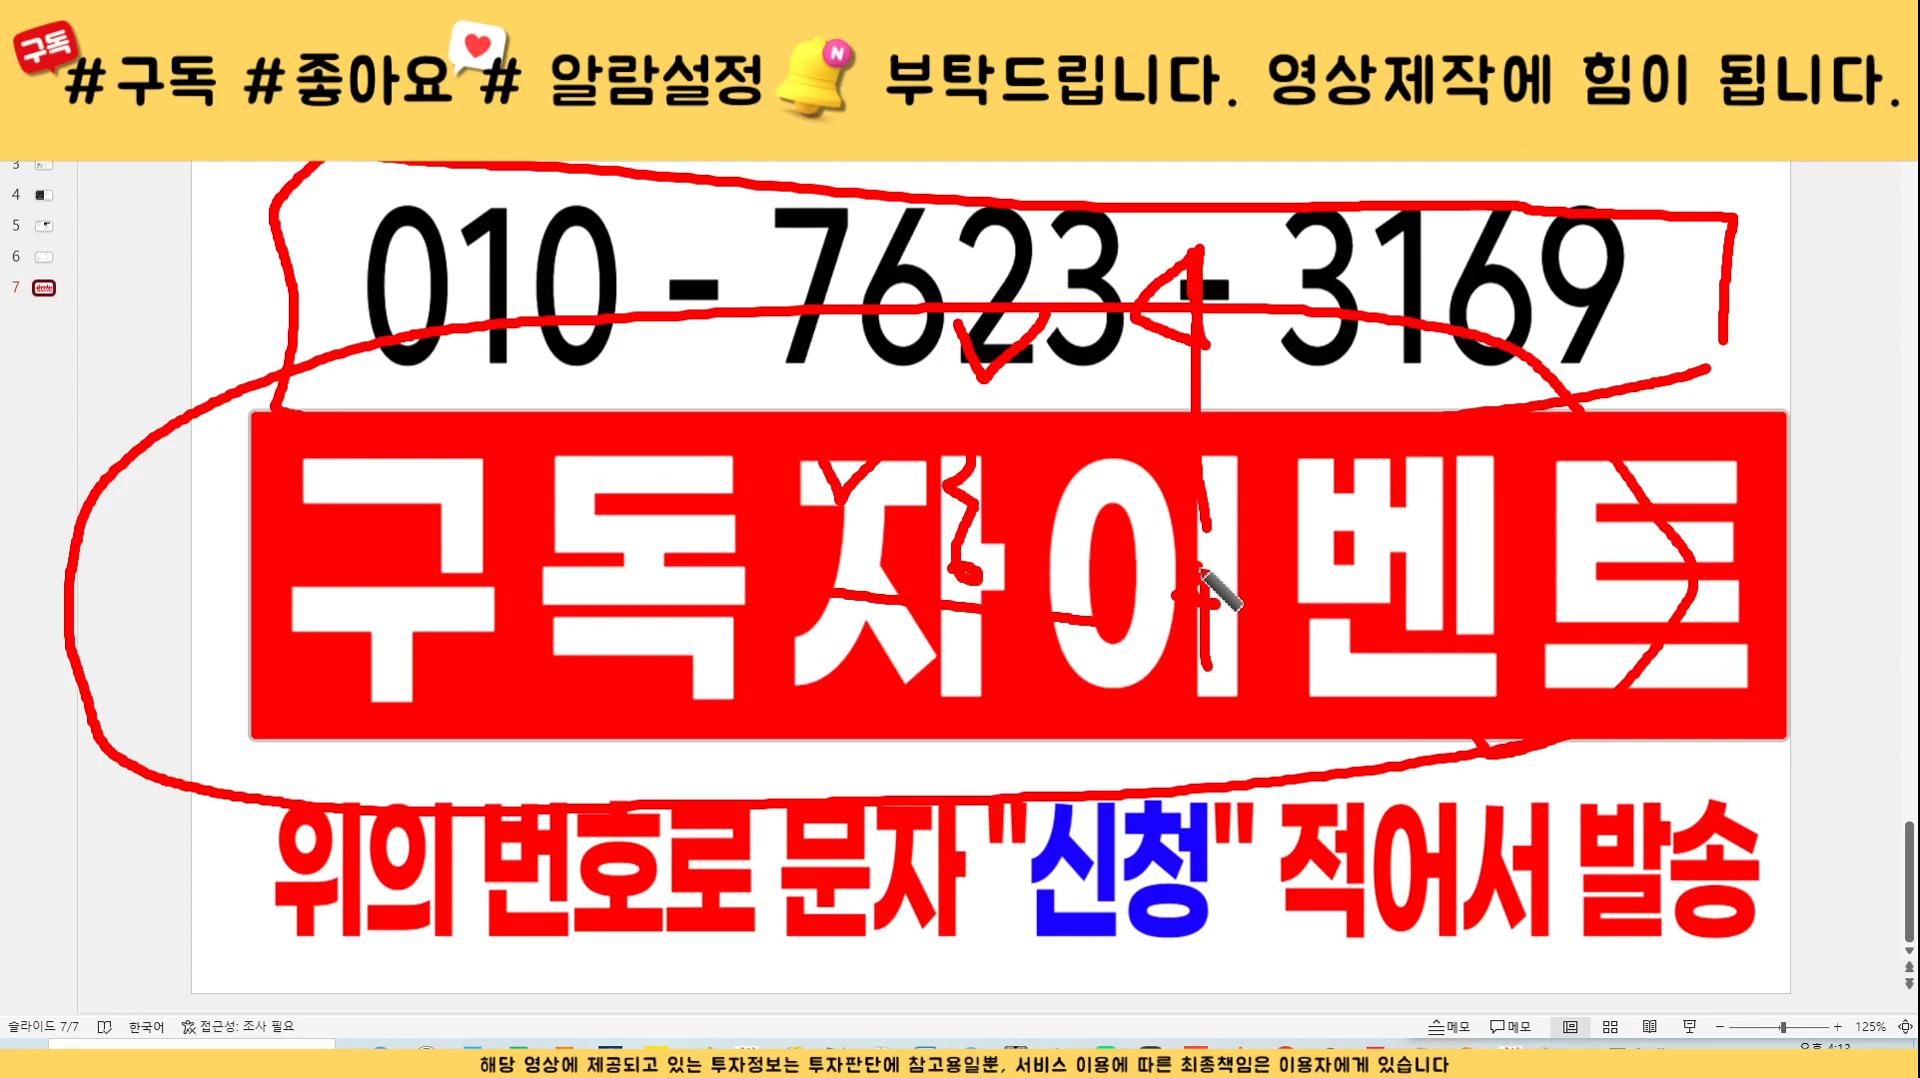 구독
#구독 #좋아요 # 알람설정 N 부탁드립니다. 영상제작에 힘이 됩니다.
3
4
5
6
7
010 - 7623 - 3169
구독자이벤트
위의 번호로 문자 "신청" 적어서 발송
슬라이드 7/7 한국어 접근성: 조사 필요 메모 메모 125%
해당 영상에 제공되고 있는 투자정보는 투자판단에 참고용일뿐, 서비스 이용에 따른 최종책임은 이용자에게 있습니다